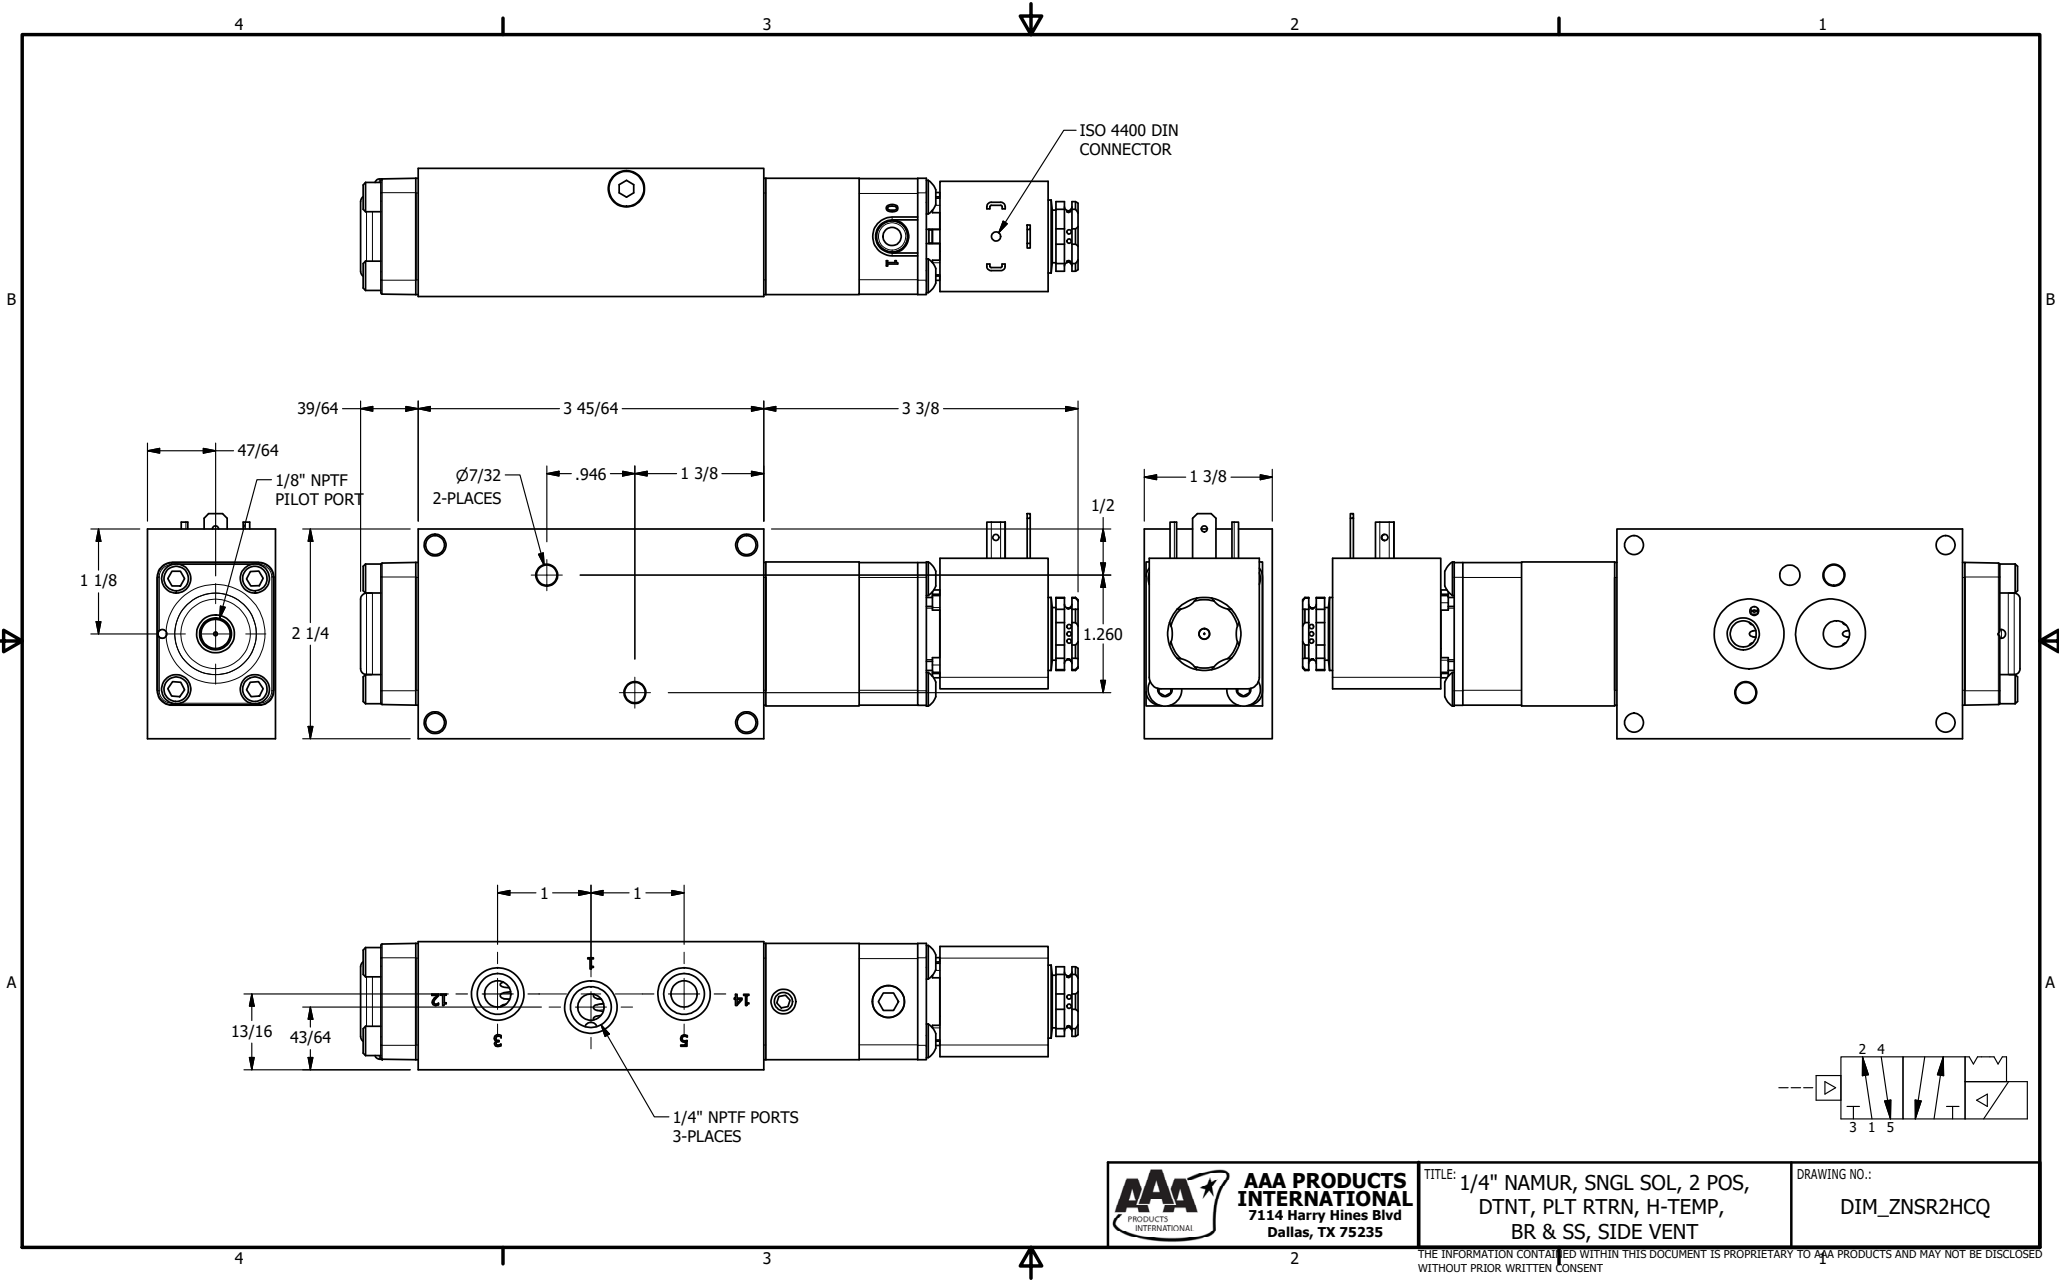 4 3 2 1
ISO 4400 DIN
CONNECTOR
0
1
B B
39/64 3 45/64 3 3/8
47/64
1/8" NPTF
PILOT PORT
Ø7/32
2-PLACES
.946 1 3/8
1 3/8
1/2
1 1/8
2 1/4
1.260
1 1
1
12 14
3 5
A A
13/16 43/64
1/4" NPTF PORTS
3-PLACES
2 4
3 1 5
AAA
PRODUCTS
INTERNATIONAL
AAA PRODUCTS
INTERNATIONAL
7114 Harry Hines Blvd
Dallas, TX 75235
TITLE: 1/4" NAMUR, SNGL SOL, 2 POS,
DTNT, PLT RTRN, H-TEMP,
BR & SS, SIDE VENT
DRAWING NO.:
DIM_ZNSR2HCQ
4 3 2 1
THE INFORMATION CONTAINED WITHIN THIS DOCUMENT IS PROPRIETARY TO AAA PRODUCTS AND MAY NOT BE DISCLOSED
WITHOUT PRIOR WRITTEN CONSENT